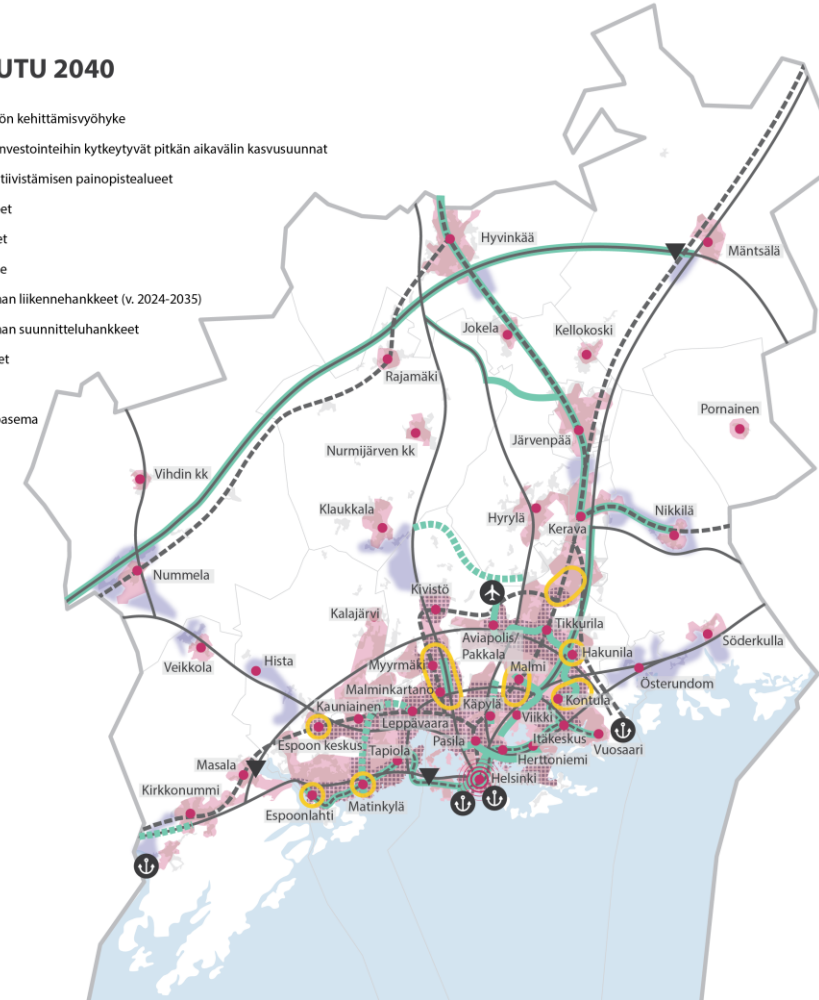 UTU 2040
ön kehittämisvyöhyke
nvestointeihin kytkeytyvät pitkän aikavälin kasvusuunnat
tiivistämisen painopistealueet
et
et
e
nan liikennehankkeet (v. 2024-2035)
nan suunnitteluhankkeet
et
asema
Hyvinkää
Mäntsälä
Jokela
Kellokoski
Rajamäki
Pornainen
Järvenpää
Nurmijärven kk
Vihdin kk
Klaukkala
Hyrylä
Nikkilä
Kerava
Nummela
Kivistö
Kalajärvi
Tikkurila
Aviapolis/
Pakkala
Hakunila
Söderkulla
Veikkola
Hista
Myyrmäki
Malmi
Östersundom
Malminkartano
Kauniainen
Käpylä
Kontula
Leppävaara
Viikki
Espoon keskus
Tapiola
Pasila
Itäkeskus
Vuosaari
Herttoniemi
Masala
Helsinki
Kirkkonummi
Matinkylä
Espoonlahti